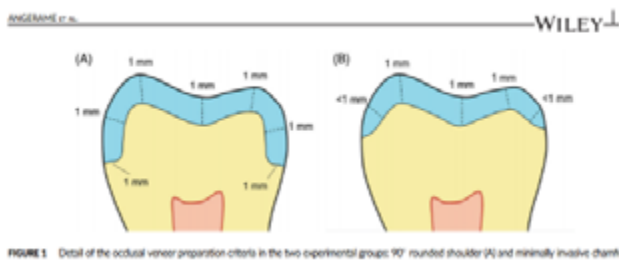 ANGERAME ET AL.
WILEY
(A)
(B)
1 mm
1 mm
1 mm
1 mm
1 mm
1 mm
1 mm
1 mm
1 mm
1 mm
<1 mm
<1 mm
FIGURE 1 Detail of the occlusal veneer preparation criteria in the two experimental groups: 90° rounded shoulder (A) and minimally invasive chamf